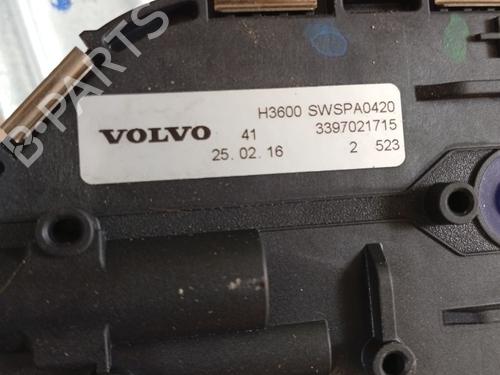 H3600 SWSPA0420
VOLVO 41 3397021715
25. 02. 16 2 523
B-PARTS